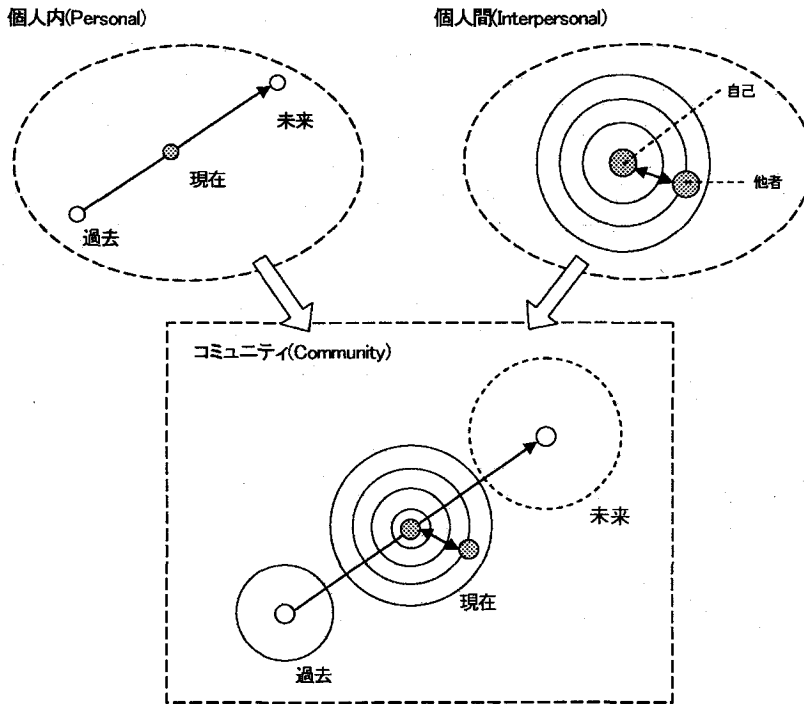 個人内(Personal)
個人間(Interpersonal)
未来
現在
過去
自己
他者
コミュニティ(Community)
未来
現在
過去